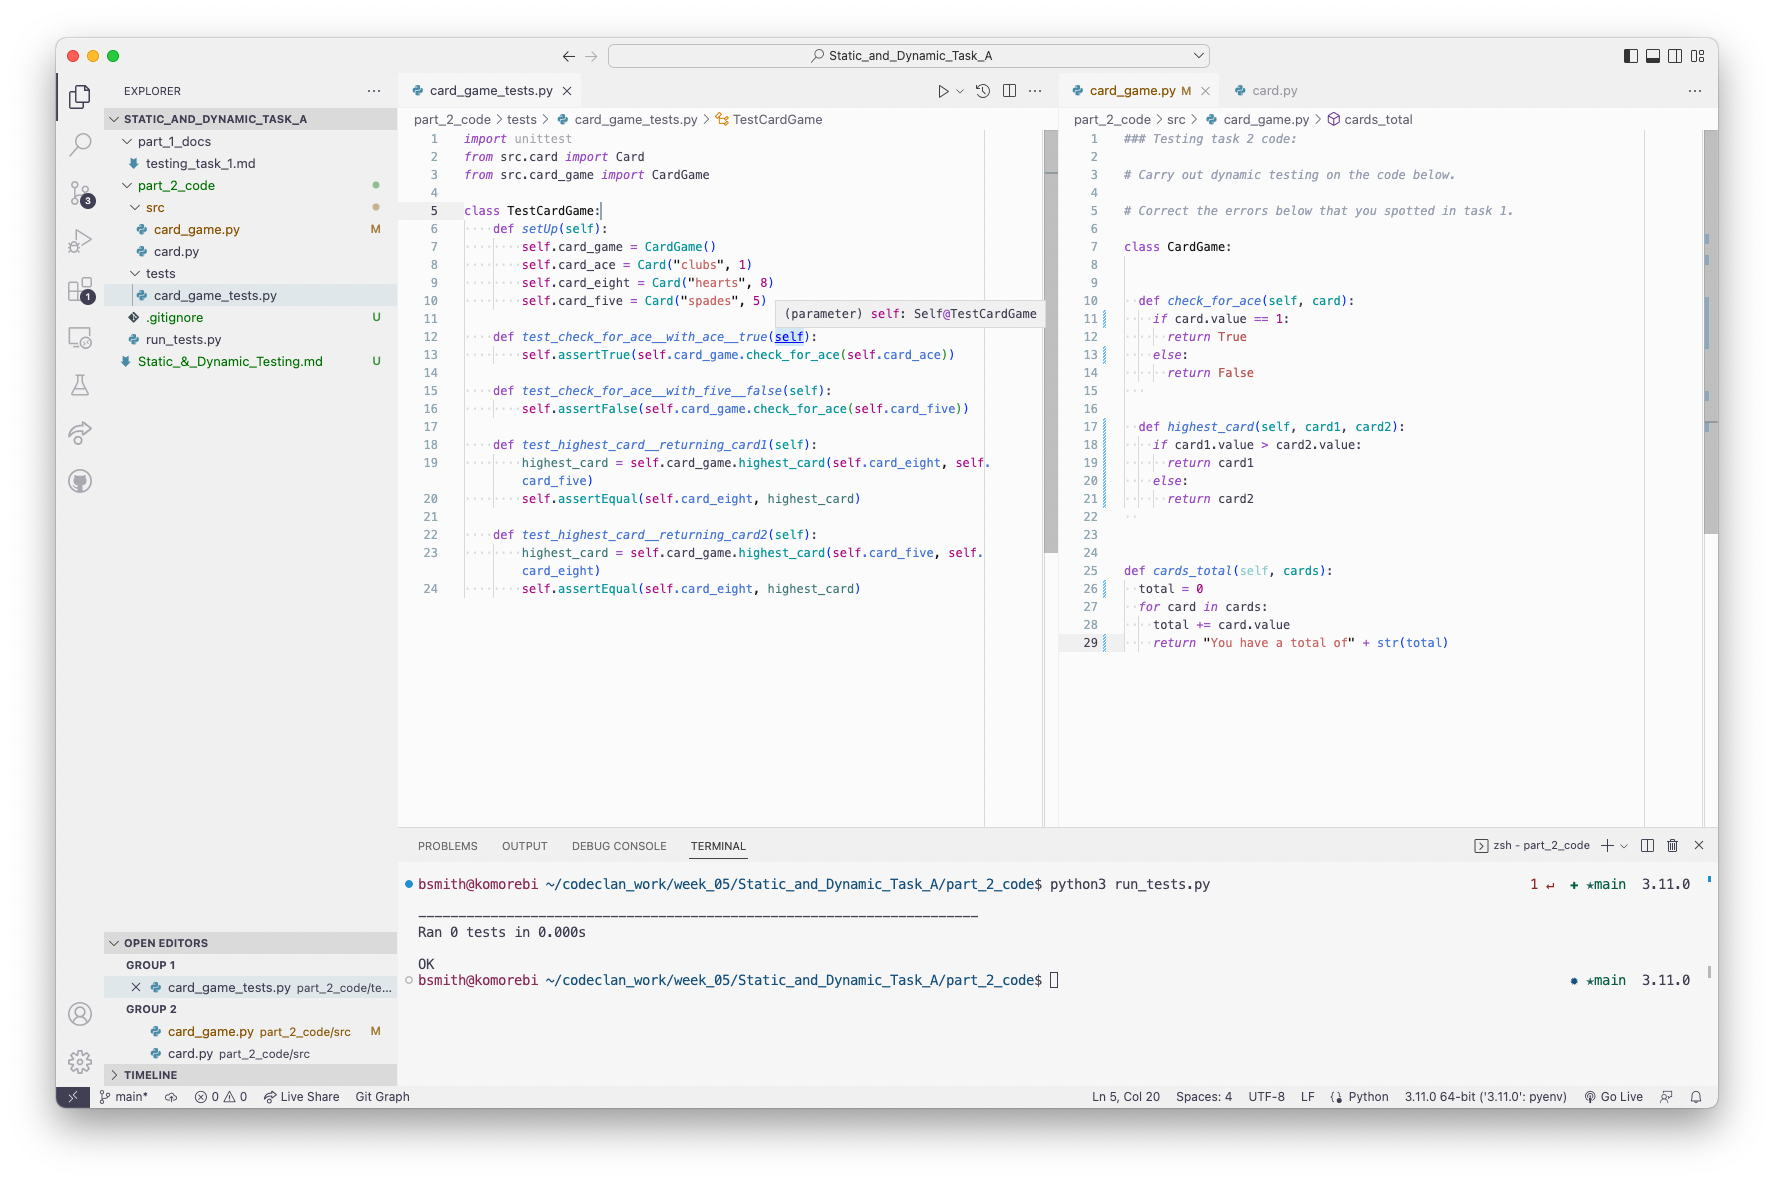 Static_and_Dynamic_Task_A
EXPLORER
STATIC_AND_DYNAMIC_TASK_A
part_1_docs
testing_task_1.md
part_2_code
src
card_game.py M
card.py
tests
card_game_tests.py
.gitignore U
run_tests.py
Static_&_Dynamic_Testing.md U
3
1
OPEN EDITORS
GROUP 1
card_game_tests.py part_2_code/te...
GROUP 2
card_game.py part_2_code/src M
card.py part_2_code/src
TIMELINE
card_game_tests.py
part_2_code > tests > card_game_tests.py > TestCardGame
1 import unittest
2 from src.card import Card
3 from src.card_game import CardGame
4
5 class TestCardGame:
6 def setUp(self):
7 self.card_game = CardGame()
8 self.card_ace = Card("clubs", 1)
9 self.card_eight = Card("hearts", 8)
10 self.card_five = Card("spades", 5)
(parameter) self: Self@TestCardGame
11
12 def test_check_for_ace__with_ace__true(self):
13 self.assertTrue(self.card_game.check_for_ace(self.card_ace))
14
15 def test_check_for_ace__with_five__false(self):
16 self.assertFalse(self.card_game.check_for_ace(self.card_five))
17
18 def test_highest_card__returning_card1(self):
19 highest_card = self.card_game.highest_card(self.card_eight, self.
card_five)
20 self.assertEqual(self.card_eight, highest_card)
21
22 def test_highest_card__returning_card2(self):
23 highest_card = self.card_game.highest_card(self.card_five, self.
card_eight)
24 self.assertEqual(self.card_eight, highest_card)
card_game.py M card.py
part_2_code > src > card_game.py > cards_total
1 ### Testing task 2 code:
2
3 # Carry out dynamic testing on the code below.
4
5 # Correct the errors below that you spotted in task 1.
6
7 class CardGame:
8
9
10 def check_for_ace(self, card):
11 if card.value == 1:
12 return True
13 else:
14 return False
15
16
17 def highest_card(self, card1, card2):
18 if card1.value > card2.value:
19 return card1
20 else:
21 return card2
22
23
24
25 def cards_total(self, cards):
26 total = 0
27 for card in cards:
28 total += card.value
29 return "You have a total of" + str(total)
PROBLEMS OUTPUT DEBUG CONSOLE TERMINAL
zsh - part_2_code
bsmith@komorebi ~/codeclan_work/week_05/Static_and_Dynamic_Task_A/part_2_code$ python3 run_tests.py 1 ↵ ✚ ★main 3.11.0
----------------------------------------------------------------------
Ran 0 tests in 0.000s
OK
bsmith@komorebi ~/codeclan_work/week_05/Static_and_Dynamic_Task_A/part_2_code$ ★main 3.11.0
main* 0 0 Live Share Git Graph
Ln 5, Col 20 Spaces: 4 UTF-8 LF Python 3.11.0 64-bit ('3.11.0': pyenv) Go Live